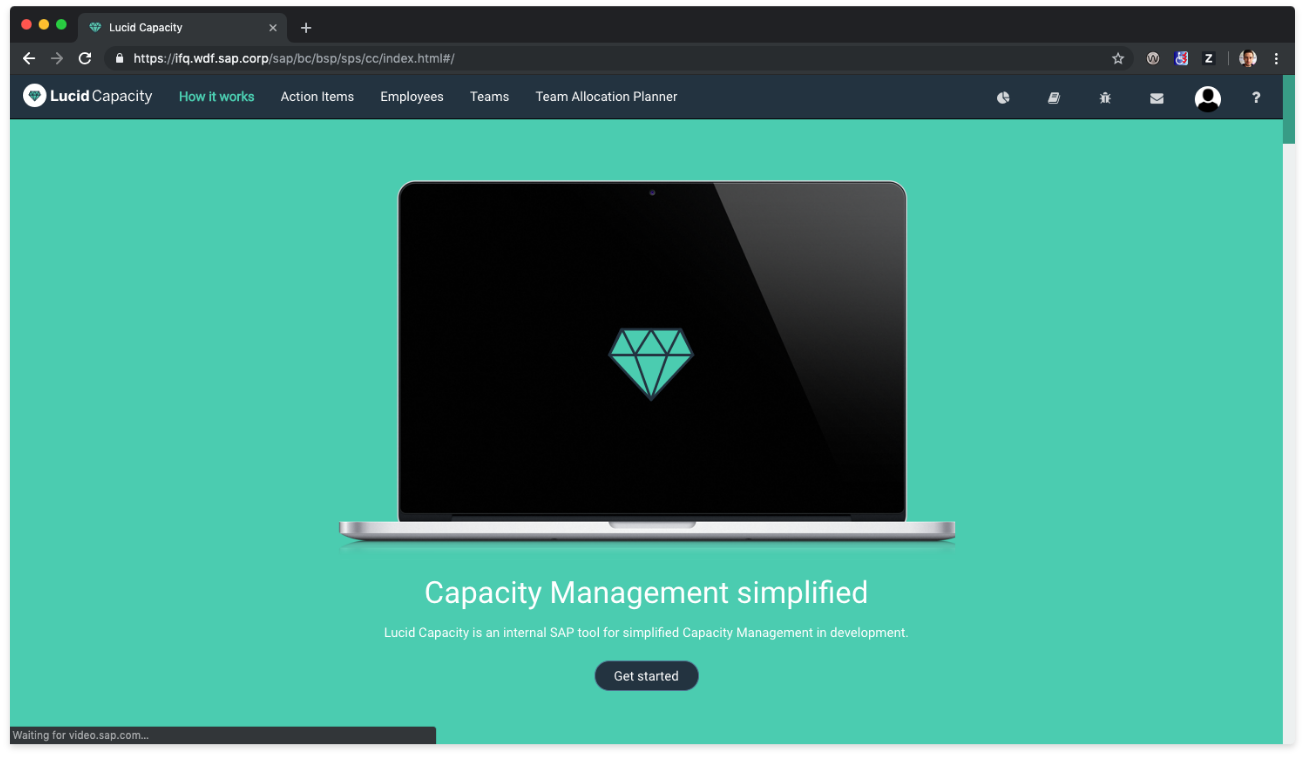 Lucid Capacity
https://ifq.wdf.sap.corp/sap/bc/bsp/sps/cc/index.html#/
Z
LucidCapacity How it works Action Items Employees Teams Team Allocation Planner ?
Capacity Management simplified
Lucid Capacity is an internal SAP tool for simplified Capacity Management in development.
Get started
Waiting for video.sap.com...